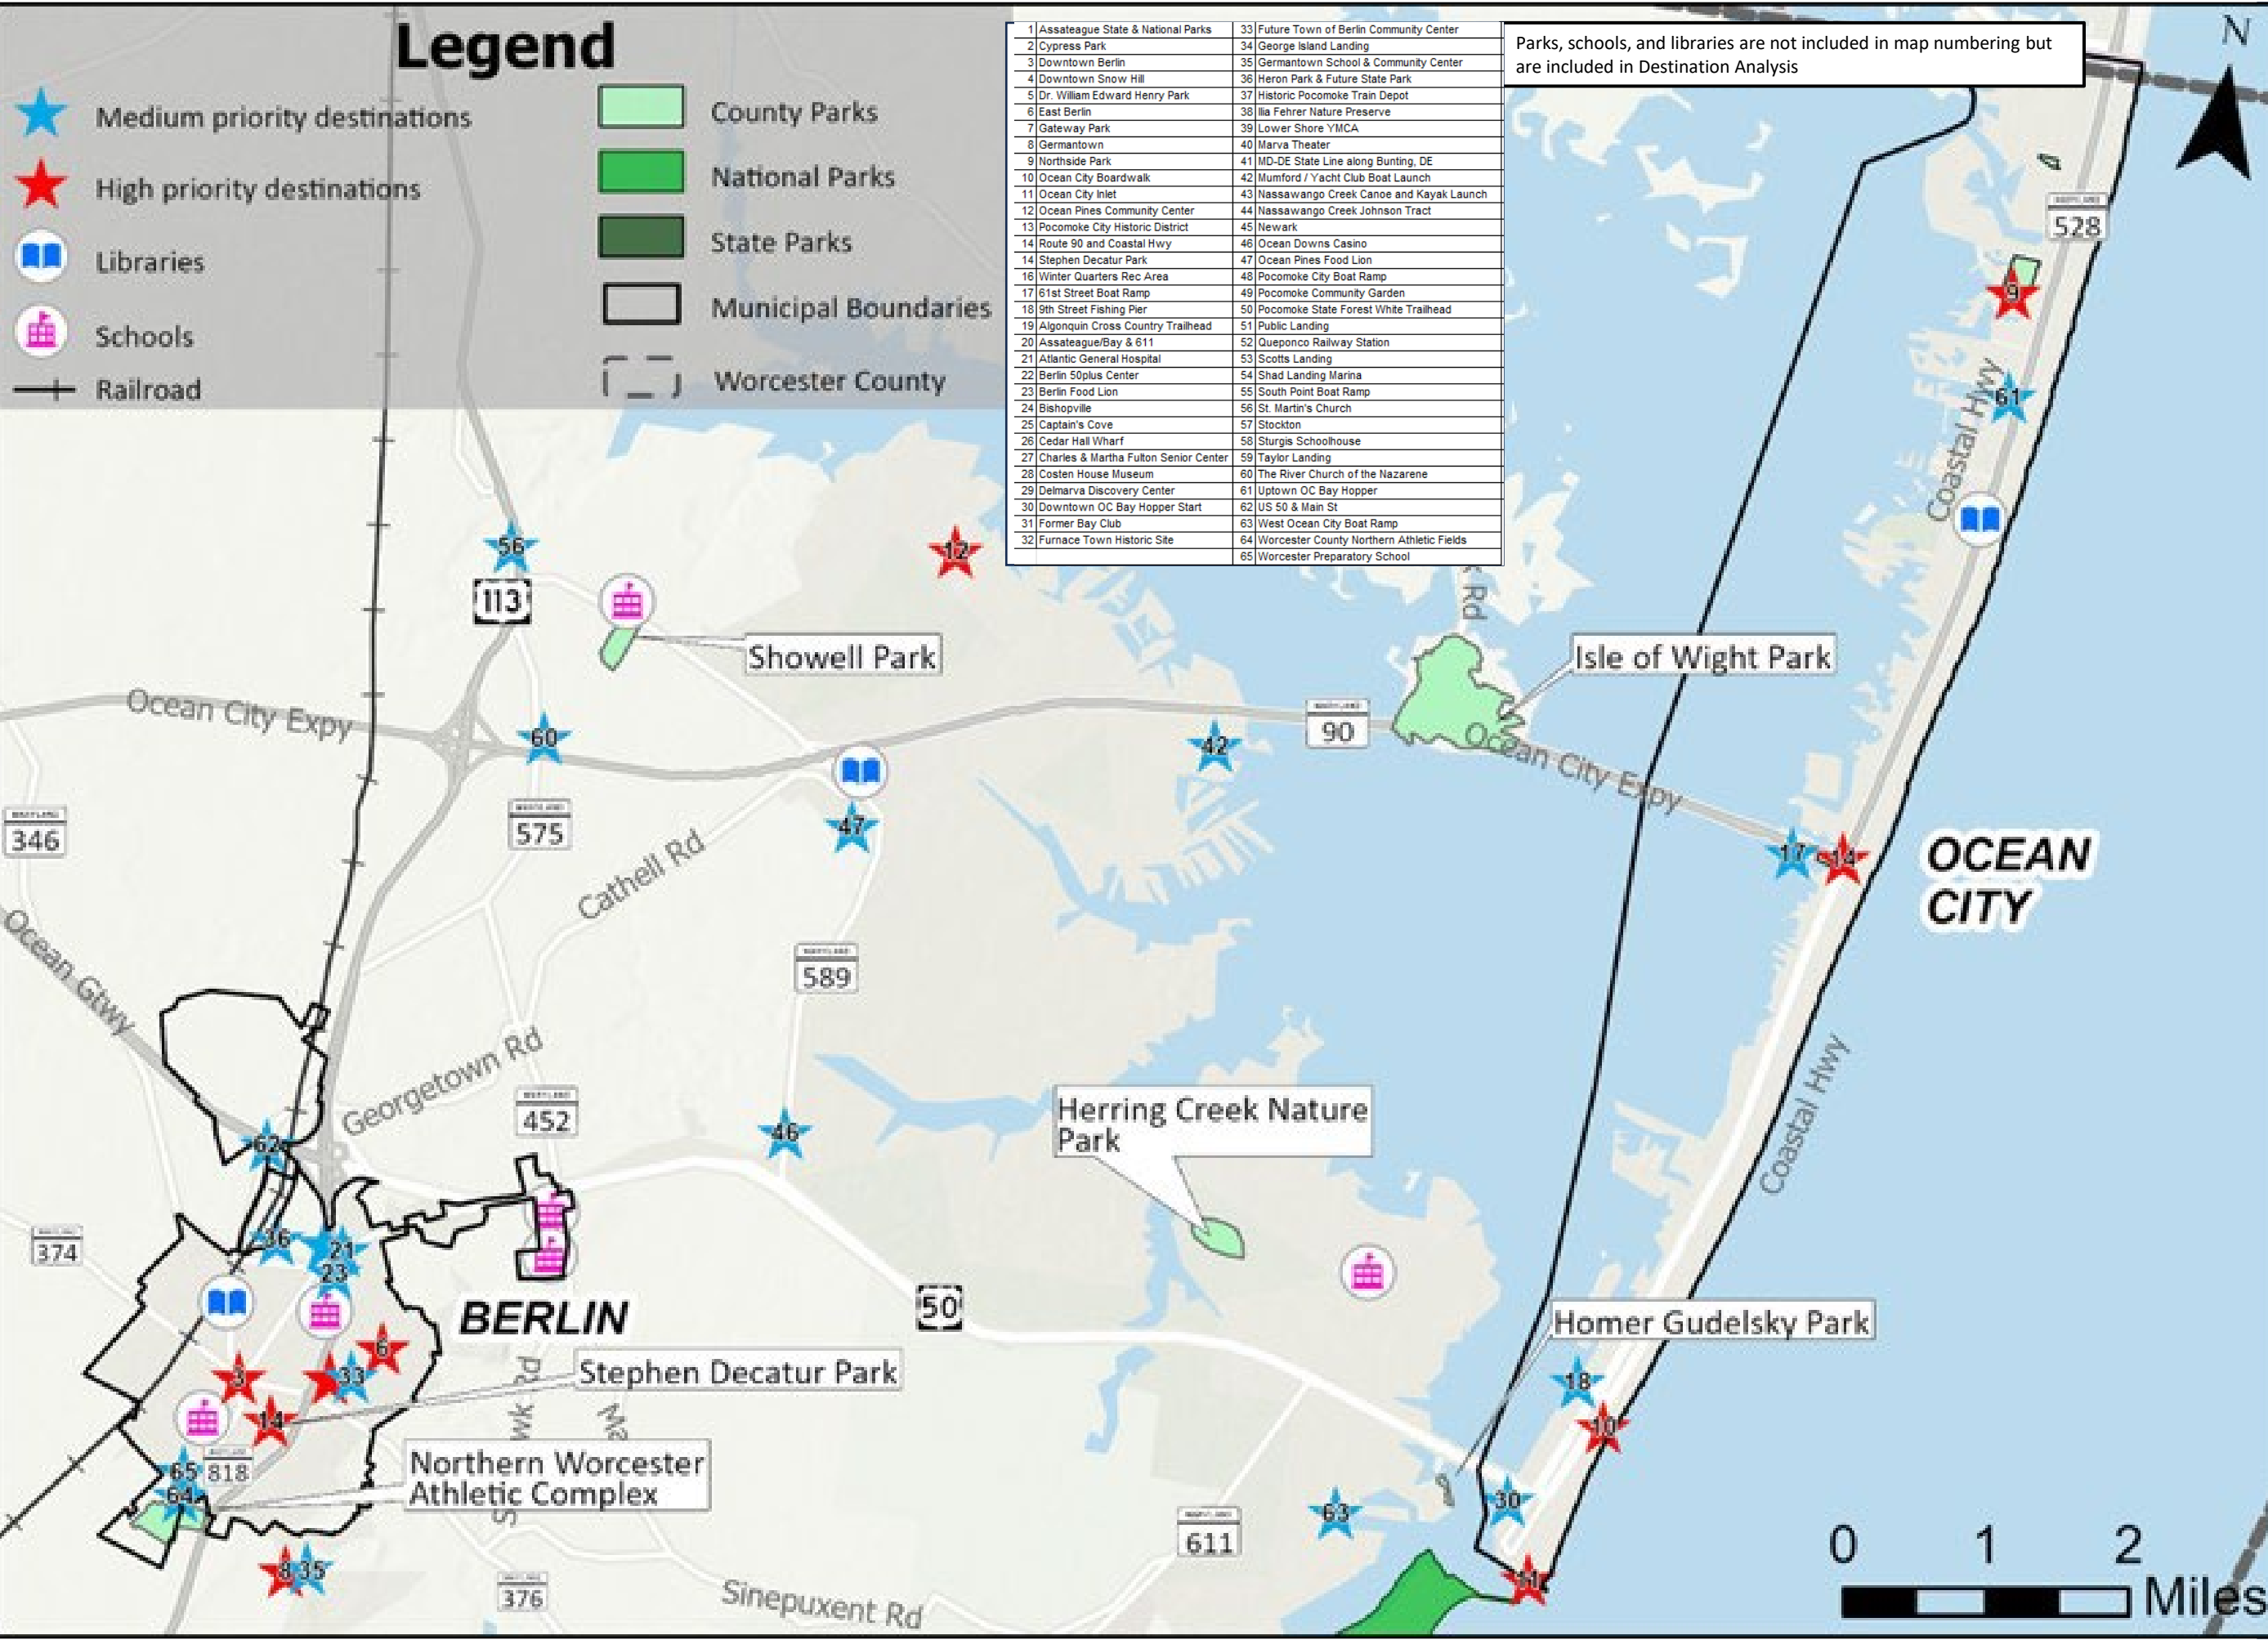 Legend
Medium priority destinations
High priority destinations
Libraries
Schools
Railroad
County Parks
National Parks
State Parks
Municipal Boundaries
Worcester County
1 Assateague State & National Parks
2 Cypress Park
3 Downtown Berlin
4 Downtown Snow Hill
5 Dr. William Edward Henry Park
6 East Berlin
7 Gateway Park
8 Germantown
9 Northside Park
10 Ocean City Boardwalk
11 Ocean City Inlet
12 Ocean Pines Community Center
13 Pocomoke City Historic District
14 Route 90 and Coastal Hwy
14 Stephen Decatur Park
16 Winter Quarters Rec Area
17 61st Street Boat Ramp
18 9th Street Fishing Pier
19 Algonquin Cross Country Trailhead
20 Assateague/Bay & 611
21 Atlantic General Hospital
22 Berlin 50plus Center
23 Berlin Food Lion
24 Bishopville
25 Captain's Cove
26 Cedar Hall Wharf
27 Charles & Martha Fulton Senior Center
28 Costen House Museum
29 Delmarva Discovery Center
30 Downtown OC Bay Hopper Start
31 Former Bay Club
32 Furnace Town Historic Site
33 Future Town of Berlin Community Center
34 George Island Landing
35 Germantown School & Community Center
36 Heron Park & Future State Park
37 Historic Pocomoke Train Depot
38 Ilia Fehrer Nature Preserve
39 Lower Shore YMCA
40 Marva Theater
41 MD-DE State Line along Bunting, DE
42 Mumford / Yacht Club Boat Launch
43 Nassawango Creek Canoe and Kayak Launch
44 Nassawango Creek Johnson Tract
45 Newark
46 Ocean Downs Casino
47 Ocean Pines Food Lion
48 Pocomoke City Boat Ramp
49 Pocomoke Community Garden
50 Pocomoke State Forest White Trailhead
51 Public Landing
52 Queponco Railway Station
53 Scotts Landing
54 Shad Landing Marina
55 South Point Boat Ramp
56 St. Martin's Church
57 Stockton
58 Sturgis Schoolhouse
59 Taylor Landing
60 The River Church of the Nazarene
61 Uptown OC Bay Hopper
62 US 50 & Main St
63 West Ocean City Boat Ramp
64 Worcester County Northern Athletic Fields
65 Worcester Preparatory School
Parks, schools, and libraries are not included in map numbering but
are included in Destination Analysis
N
MARYLAND
528
9
61
Coastal Hwy
56
12
113
Rd
Showell Park
Isle of Wight Park
Ocean City Expy
60
42
MARYLAND
90
Ocean City Expy
MARYLAND
346
MARYLAND
575
47
Cathell Rd
17
14
OCEAN
CITY
Ocean Gtwy
MARYLAND
589
Georgetown Rd
MARYLAND
452
62
46
Herring Creek Nature
Park
Coastal Hwy
MARYLAND
374
36
21
23
50
BERLIN
Homer Gudelsky Park
6
3
33
Stephen Decatur Park
18
14
wk Rd
10
65
MARYLAND
818
64
Northern Worcester
Athletic Complex
30
63
MARYLAND
611
8
35
MARYLAND
376
Sinepuxent Rd
11
0 1 2
Miles